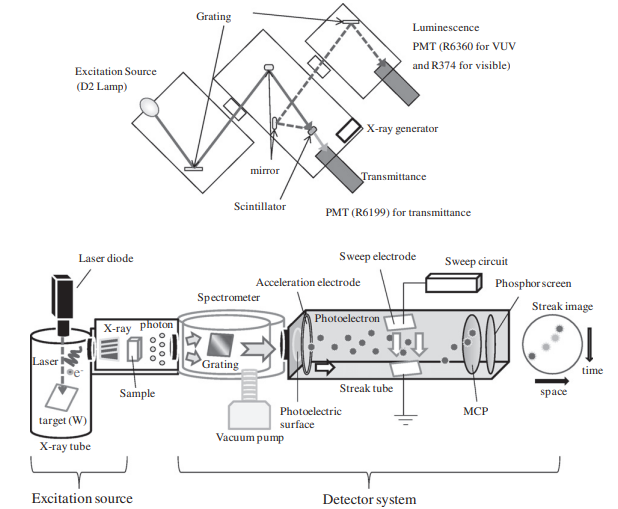 Grating
Luminescence
PMT (R6360 for VUV
and R374 for visible)
Excitation Source
(D2 Lamp)
X-ray generator
mirror
Transmittance
Scintillator
PMT (R6199) for transmittance
Laser diode
Sweep electrode
Sweep circuit
Acceleration electrode
Phosphor screen
Spectrometer
Streak image
X-ray
photon
Photoelectron
Laser
Grating
e-
time
Sample
Streak tube
space
target (W)
Photoelectric
surface
MCP
Vacuum pump
X-ray tube
Excitation source
Detector system